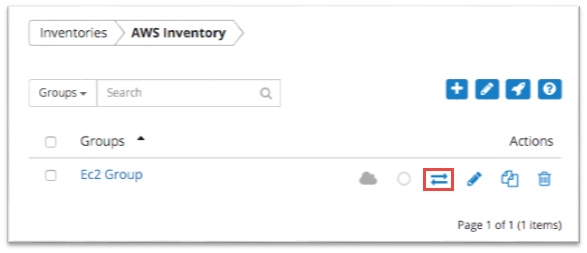 Inventories AWS Inventory
Groups Search
Groups Actions
Ec2 Group
Page 1 of 1 (1 items)